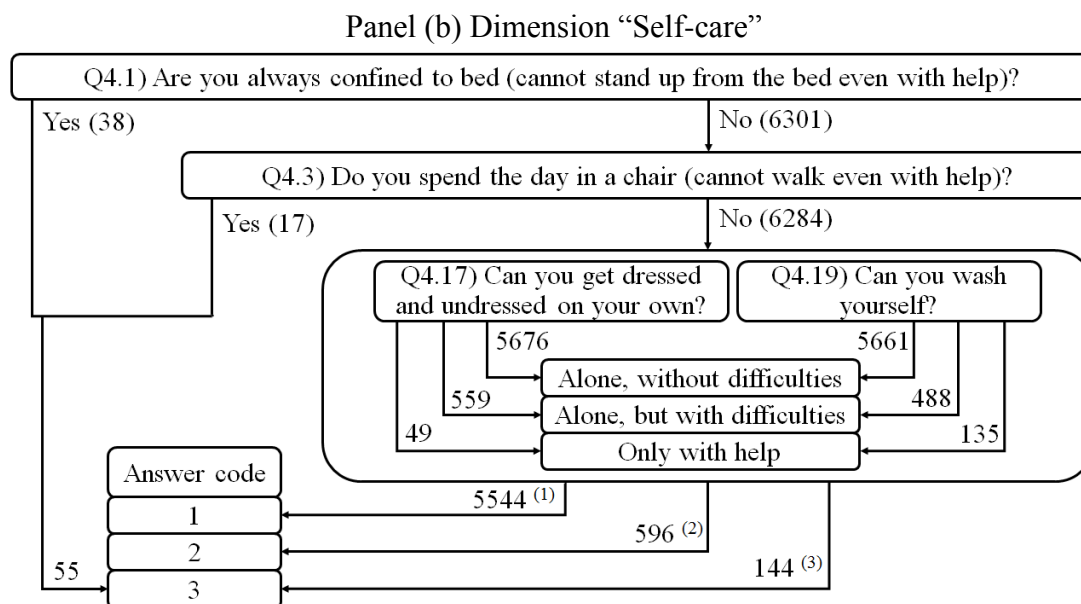 Panel (b) Dimension “Self-care”
Q4.1) Are you always confined to bed (cannot stand up from the bed even with help)?
Yes (38)
No (6301)
Q4.3) Do you spend the day in a chair (cannot walk even with help)?
Yes (17)
No (6284)
Q4.17) Can you get dressed
and undressed on your own?
Q4.19) Can you wash
yourself?
5676
5661
Alone, without difficulties
559
488
Alone, but with difficulties
49
135
Only with help
Answer code
5544 (1)
1
596 (2)
2
55
144 (3)
3